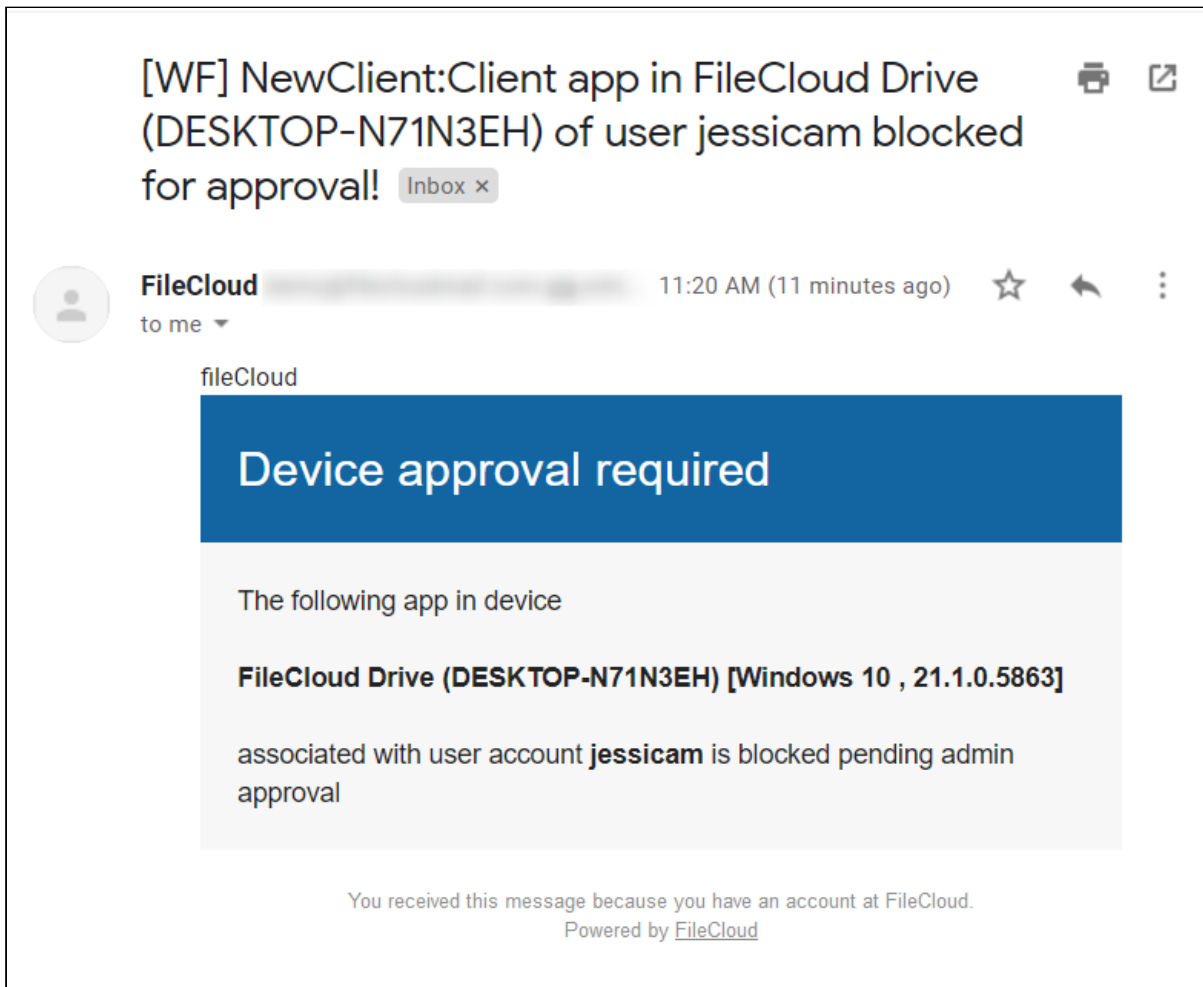 [WF] NewClient:Client app in FileCloud Drive
(DESKTOP-N71N3EH) of user jessicam blocked
for approval! Inbox ×
FileCloud 11:20 AM (11 minutes ago)
to me
fileCloud
Device approval required
The following app in device
FileCloud Drive (DESKTOP-N71N3EH) [Windows 10 , 21.1.0.5863]
associated with user account jessicam is blocked pending admin
approval
You received this message because you have an account at FileCloud.
Powered by FileCloud